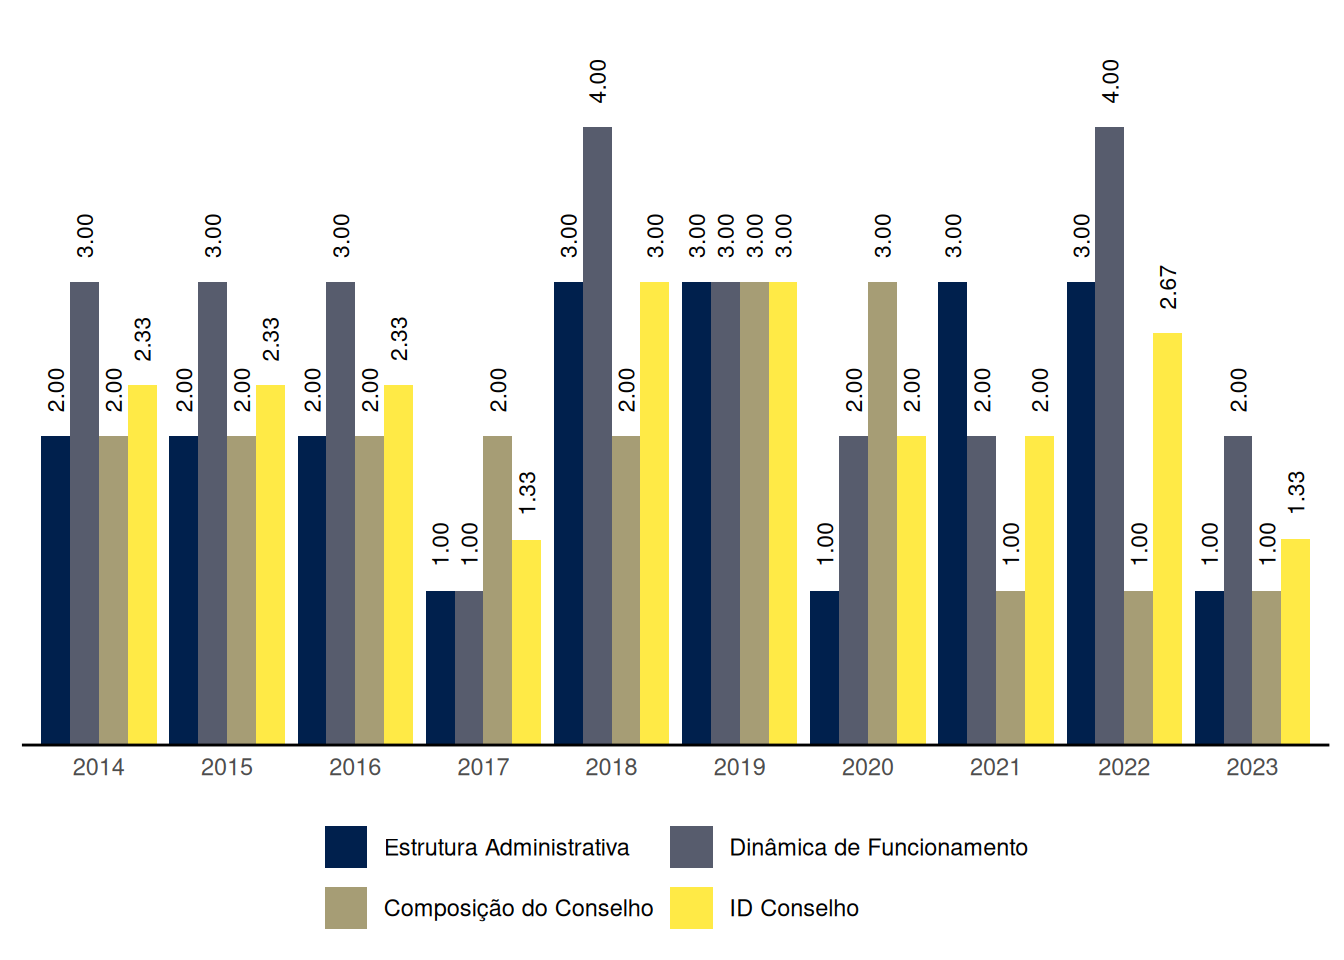 4.00 4.00
3.00 3.00 3.00 3.00 3.00 3.00 3.00 3.00 3.00 3.00 3.00 3.00
2.67
2.33 2.33 2.33
2.00 2.00 2.00 2.00 2.00 2.00 2.00 2.00 2.00 2.00 2.00 2.00 2.00
1.33 1.33
1.00 1.00 1.00 1.00 1.00 1.00 1.00
2014 2015 2016 2017 2018 2019 2020 2021 2022 2023
Estrutura Administrativa Dinâmica de Funcionamento
Composição do Conselho ID Conselho